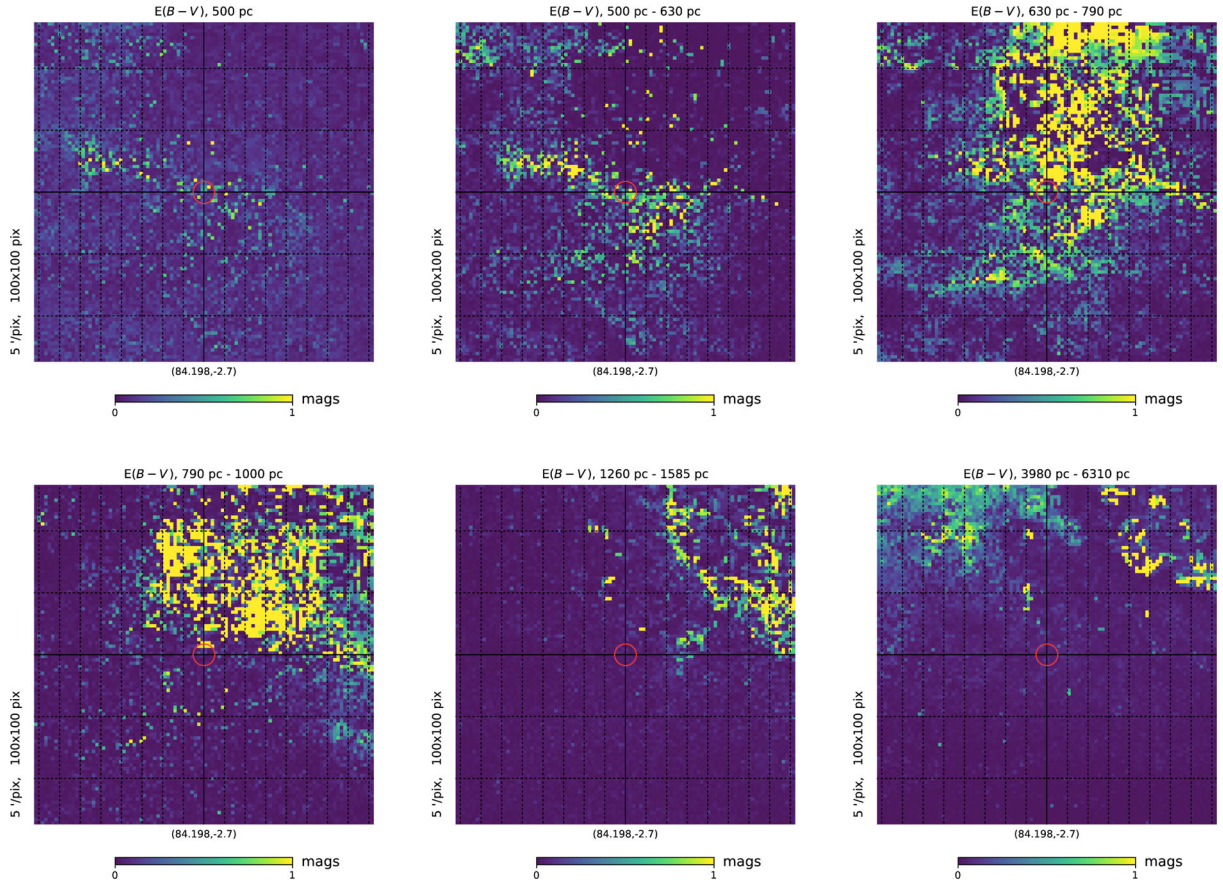 E(B − V), 500 pc
E(B − V), 500 pc - 630 pc
E(B − V), 630 pc - 790 pc
5 '/pix, 100x100 pix
5 '/pix, 100x100 pix
5 '/pix, 100x100 pix
(84.198,-2.7)
(84.198,-2.7)
(84.198,-2.7)
mags
0 1
mags
0 1
mags
0 1
E(B − V), 790 pc - 1000 pc
E(B − V), 1260 pc - 1585 pc
E(B − V), 3980 pc - 6310 pc
5 '/pix, 100x100 pix
5 '/pix, 100x100 pix
5 '/pix, 100x100 pix
(84.198,-2.7)
(84.198,-2.7)
(84.198,-2.7)
mags
0 1
mags
0 1
mags
0 1